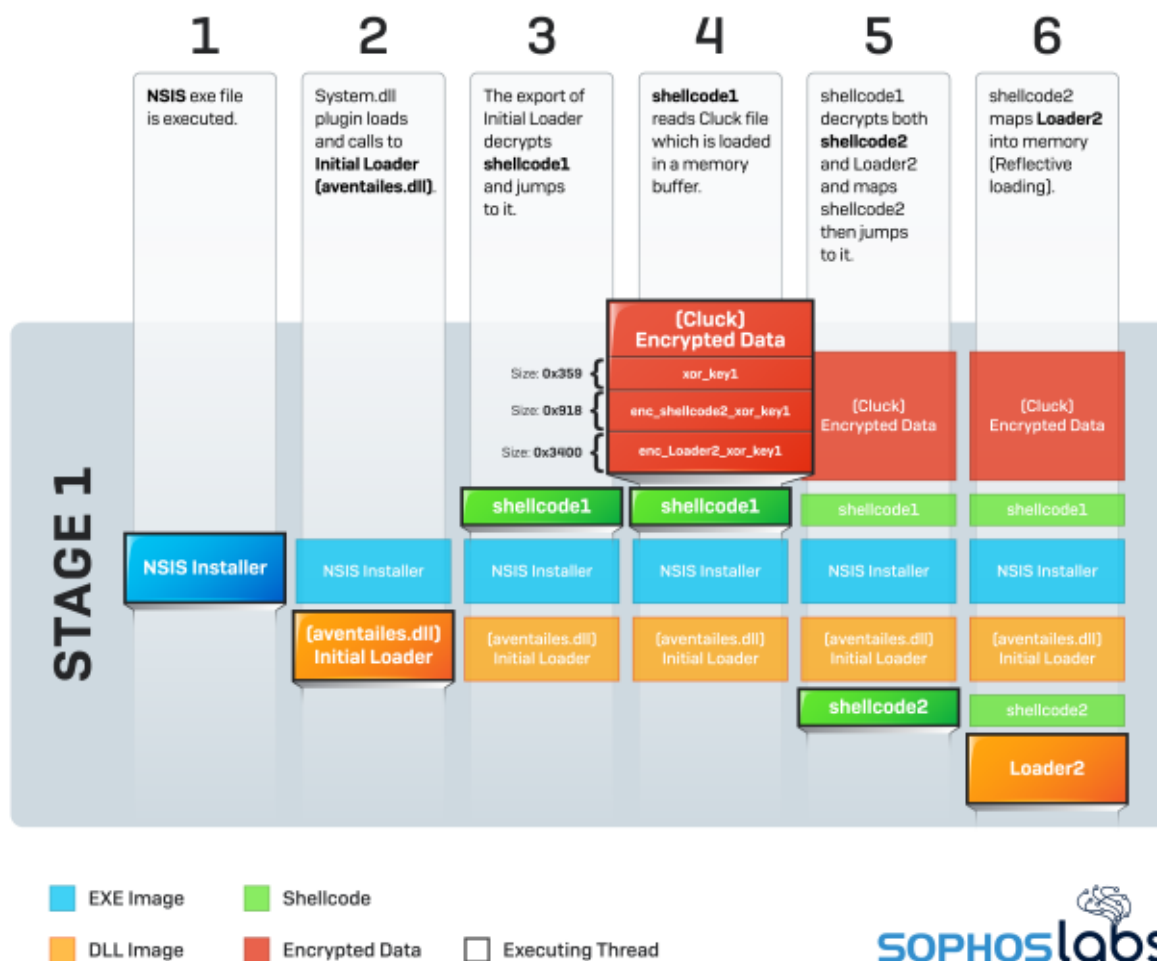 1
2
3
4
5
6
NSIS exe file
is executed.
System.dll
plugin loads
and calls to
Initial Loader
(aventailes.dll).
The export of
Initial Loader
decrypts
shellcode1
and jumps
to it.
shellcode1
reads Cluck file
which is loaded
in a memory
buffer.
shellcode1
decrypts both
shellcode2
and Loader2
and maps
shellcode2
then jumps
to it.
shellcode2
maps Loader2
into memory
(Reflective
loading).
STAGE 1
(Cluck)
Encrypted Data
Size: 0x359
xor_key1
Size: 0x918
enc_shellcode2_xor_key1
Size: 0x3400
enc_Loader2_xor_key1
(Cluck)
Encrypted Data
(Cluck)
Encrypted Data
shellcode1
shellcode1
shellcode1
shellcode1
NSIS Installer
NSIS Installer
NSIS Installer
NSIS Installer
NSIS Installer
NSIS Installer
(aventailes.dll)
Initial Loader
(aventailes.dll)
Initial Loader
(aventailes.dll)
Initial Loader
(aventailes.dll)
Initial Loader
(aventailes.dll)
Initial Loader
shellcode2
shellcode2
Loader2
EXE Image
Shellcode
DLL Image
Encrypted Data
Executing Thread
SOPHOSlabs